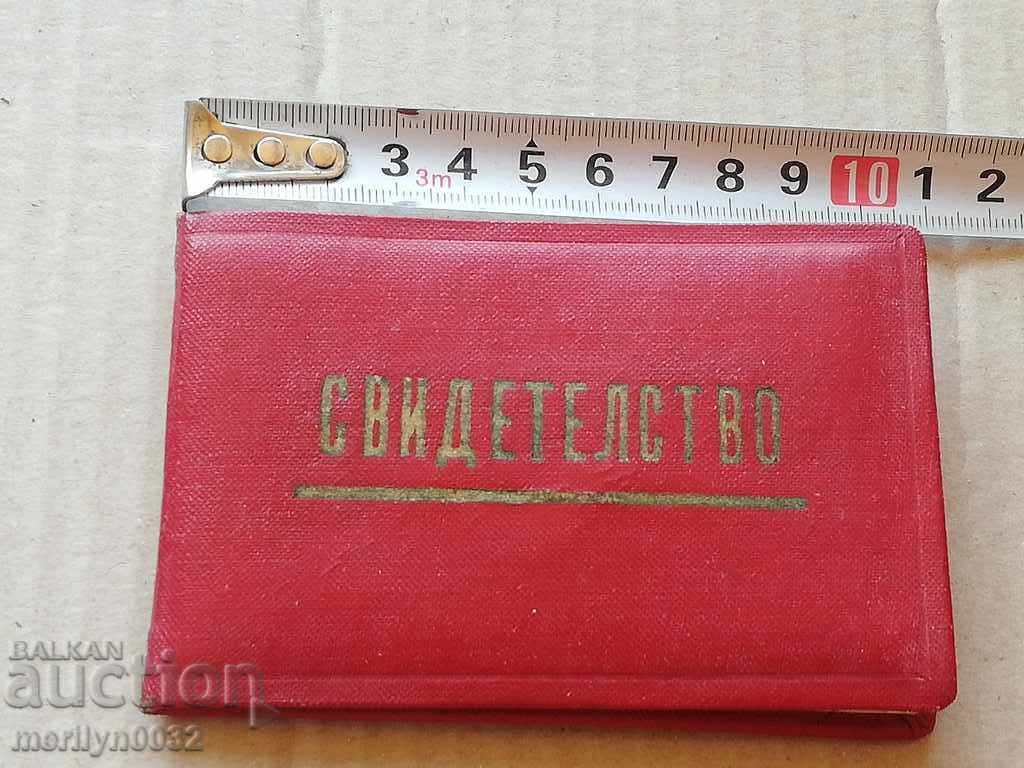 3 4 5 6 7 8 9 10 1 2
3m
СВИДЕТЕЛСТВО
BALKAN
auction
merilyn0032